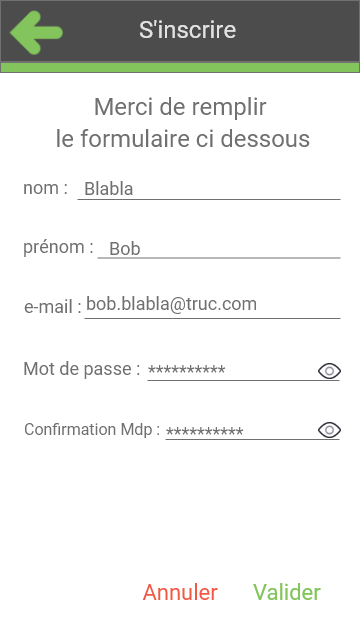 S'inscrire
Merci de remplir
le formulaire ci dessous
nom : Blabla
prénom : Bob
e-mail : bob.blabla@truc.com
Mot de passe : **********
Confirmation Mdp : **********
Annuler Valider